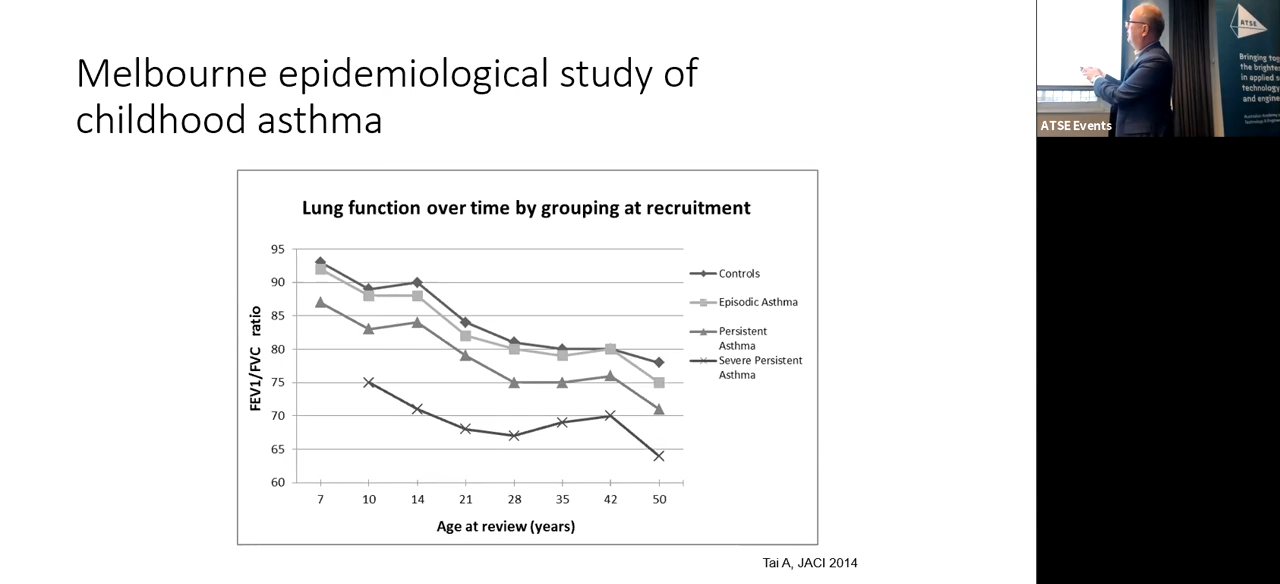 Melbourne epidemiological study of
childhood asthma
Lung function over time by grouping at recruitment
FEV1/FVC ratio
95
90
85
80
75
70
65
60
7 10 14 21 28 35 42 50
Age at review (years)
Controls
Episodic Asthma
Persistent
Asthma
Severe Persistent
Asthma
Tai A, JACI 2014
ATSE
Bringing tog
the brightes
in applied s
technology
and engine
ATSE Events